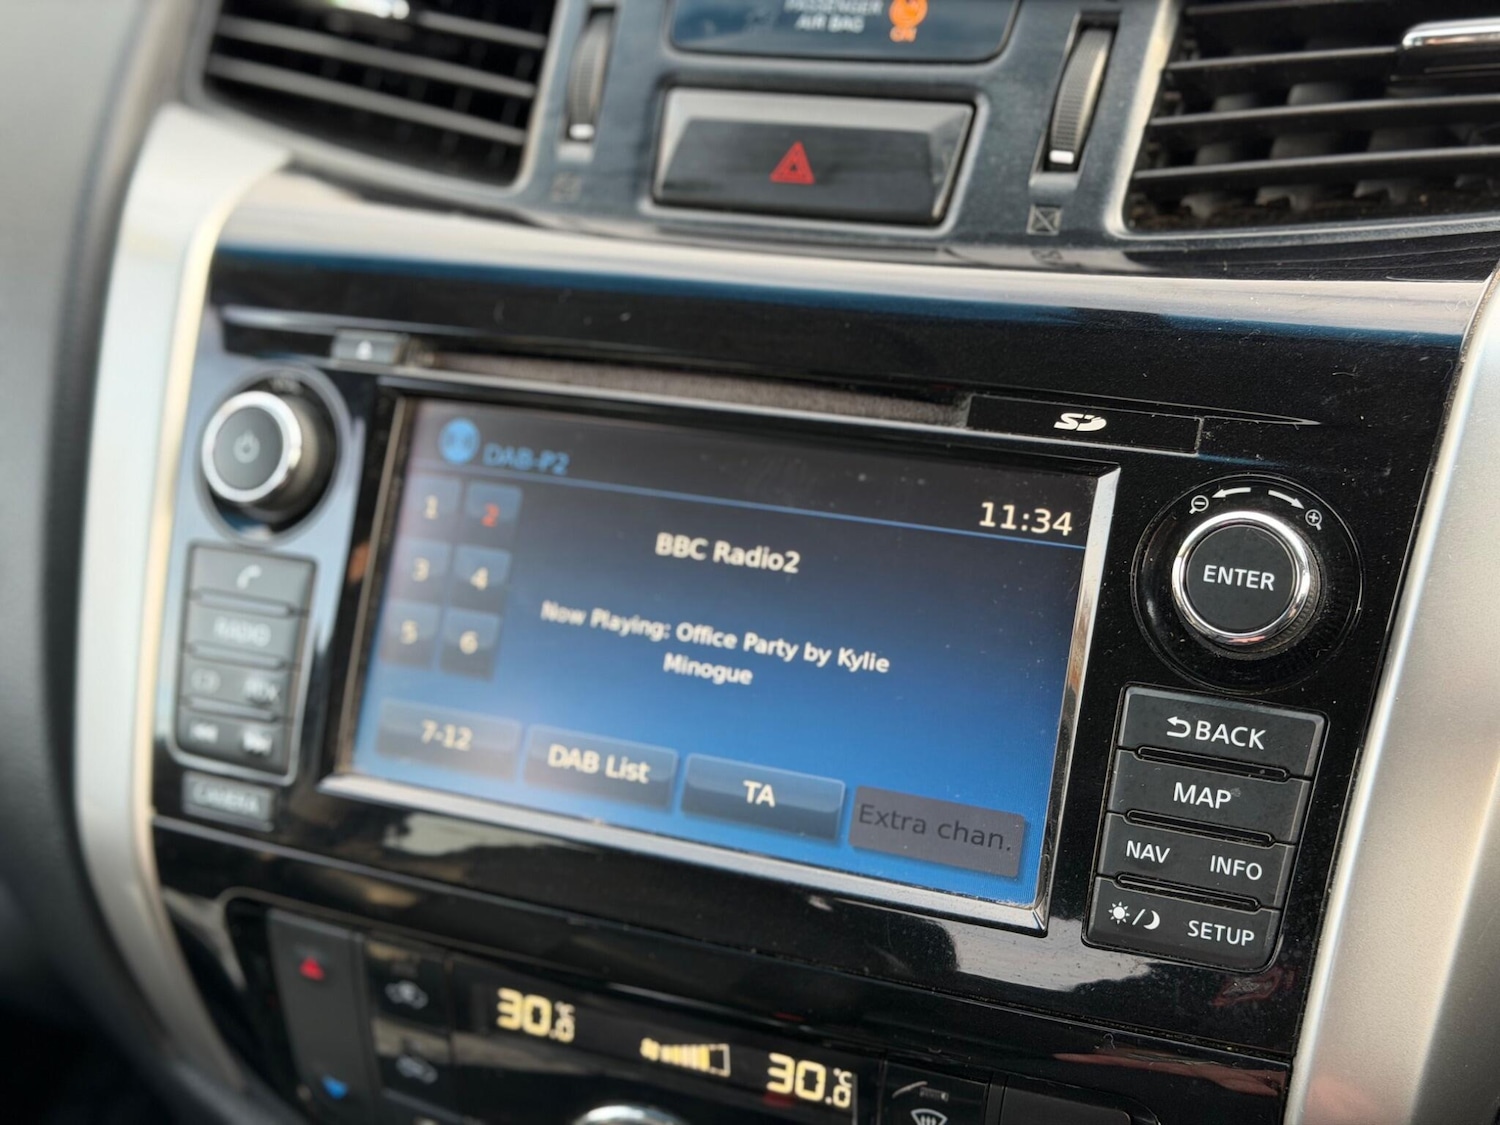 PASSENGER
AIR BAG
SD
DAB-P2
11:34
1 2
3 4
5 6
BBC Radio2
Now Playing: Office Party by Kylie
Minogue
7-12
DAB List
TA
Extra chan.
RADIO
CAMERA
ENTER
BACK
MAP
NAV INFO
SETUP
30.0°C
30.0°C